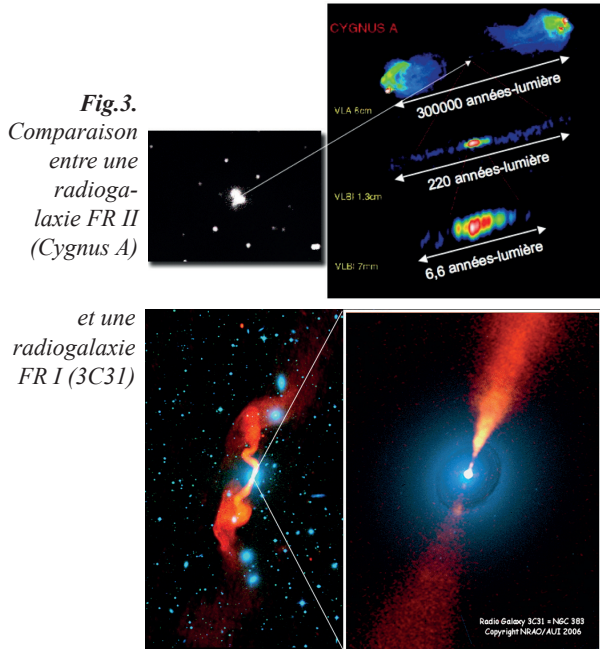 Fig.3.
Comparaison
entre une
radioga-
laxie FR II
(Cygnus A)
CYGNUS A
300000 années-lumière
VLA 6cm
220 années-lumière
VLBI 1.3cm
6,6 années-lumière
VLBI 7mm
et une
radiogalaxie
FR I (3C31)
Radio Galaxy 3C31 = NGC 383
Copyright NRAO/AUI 2006